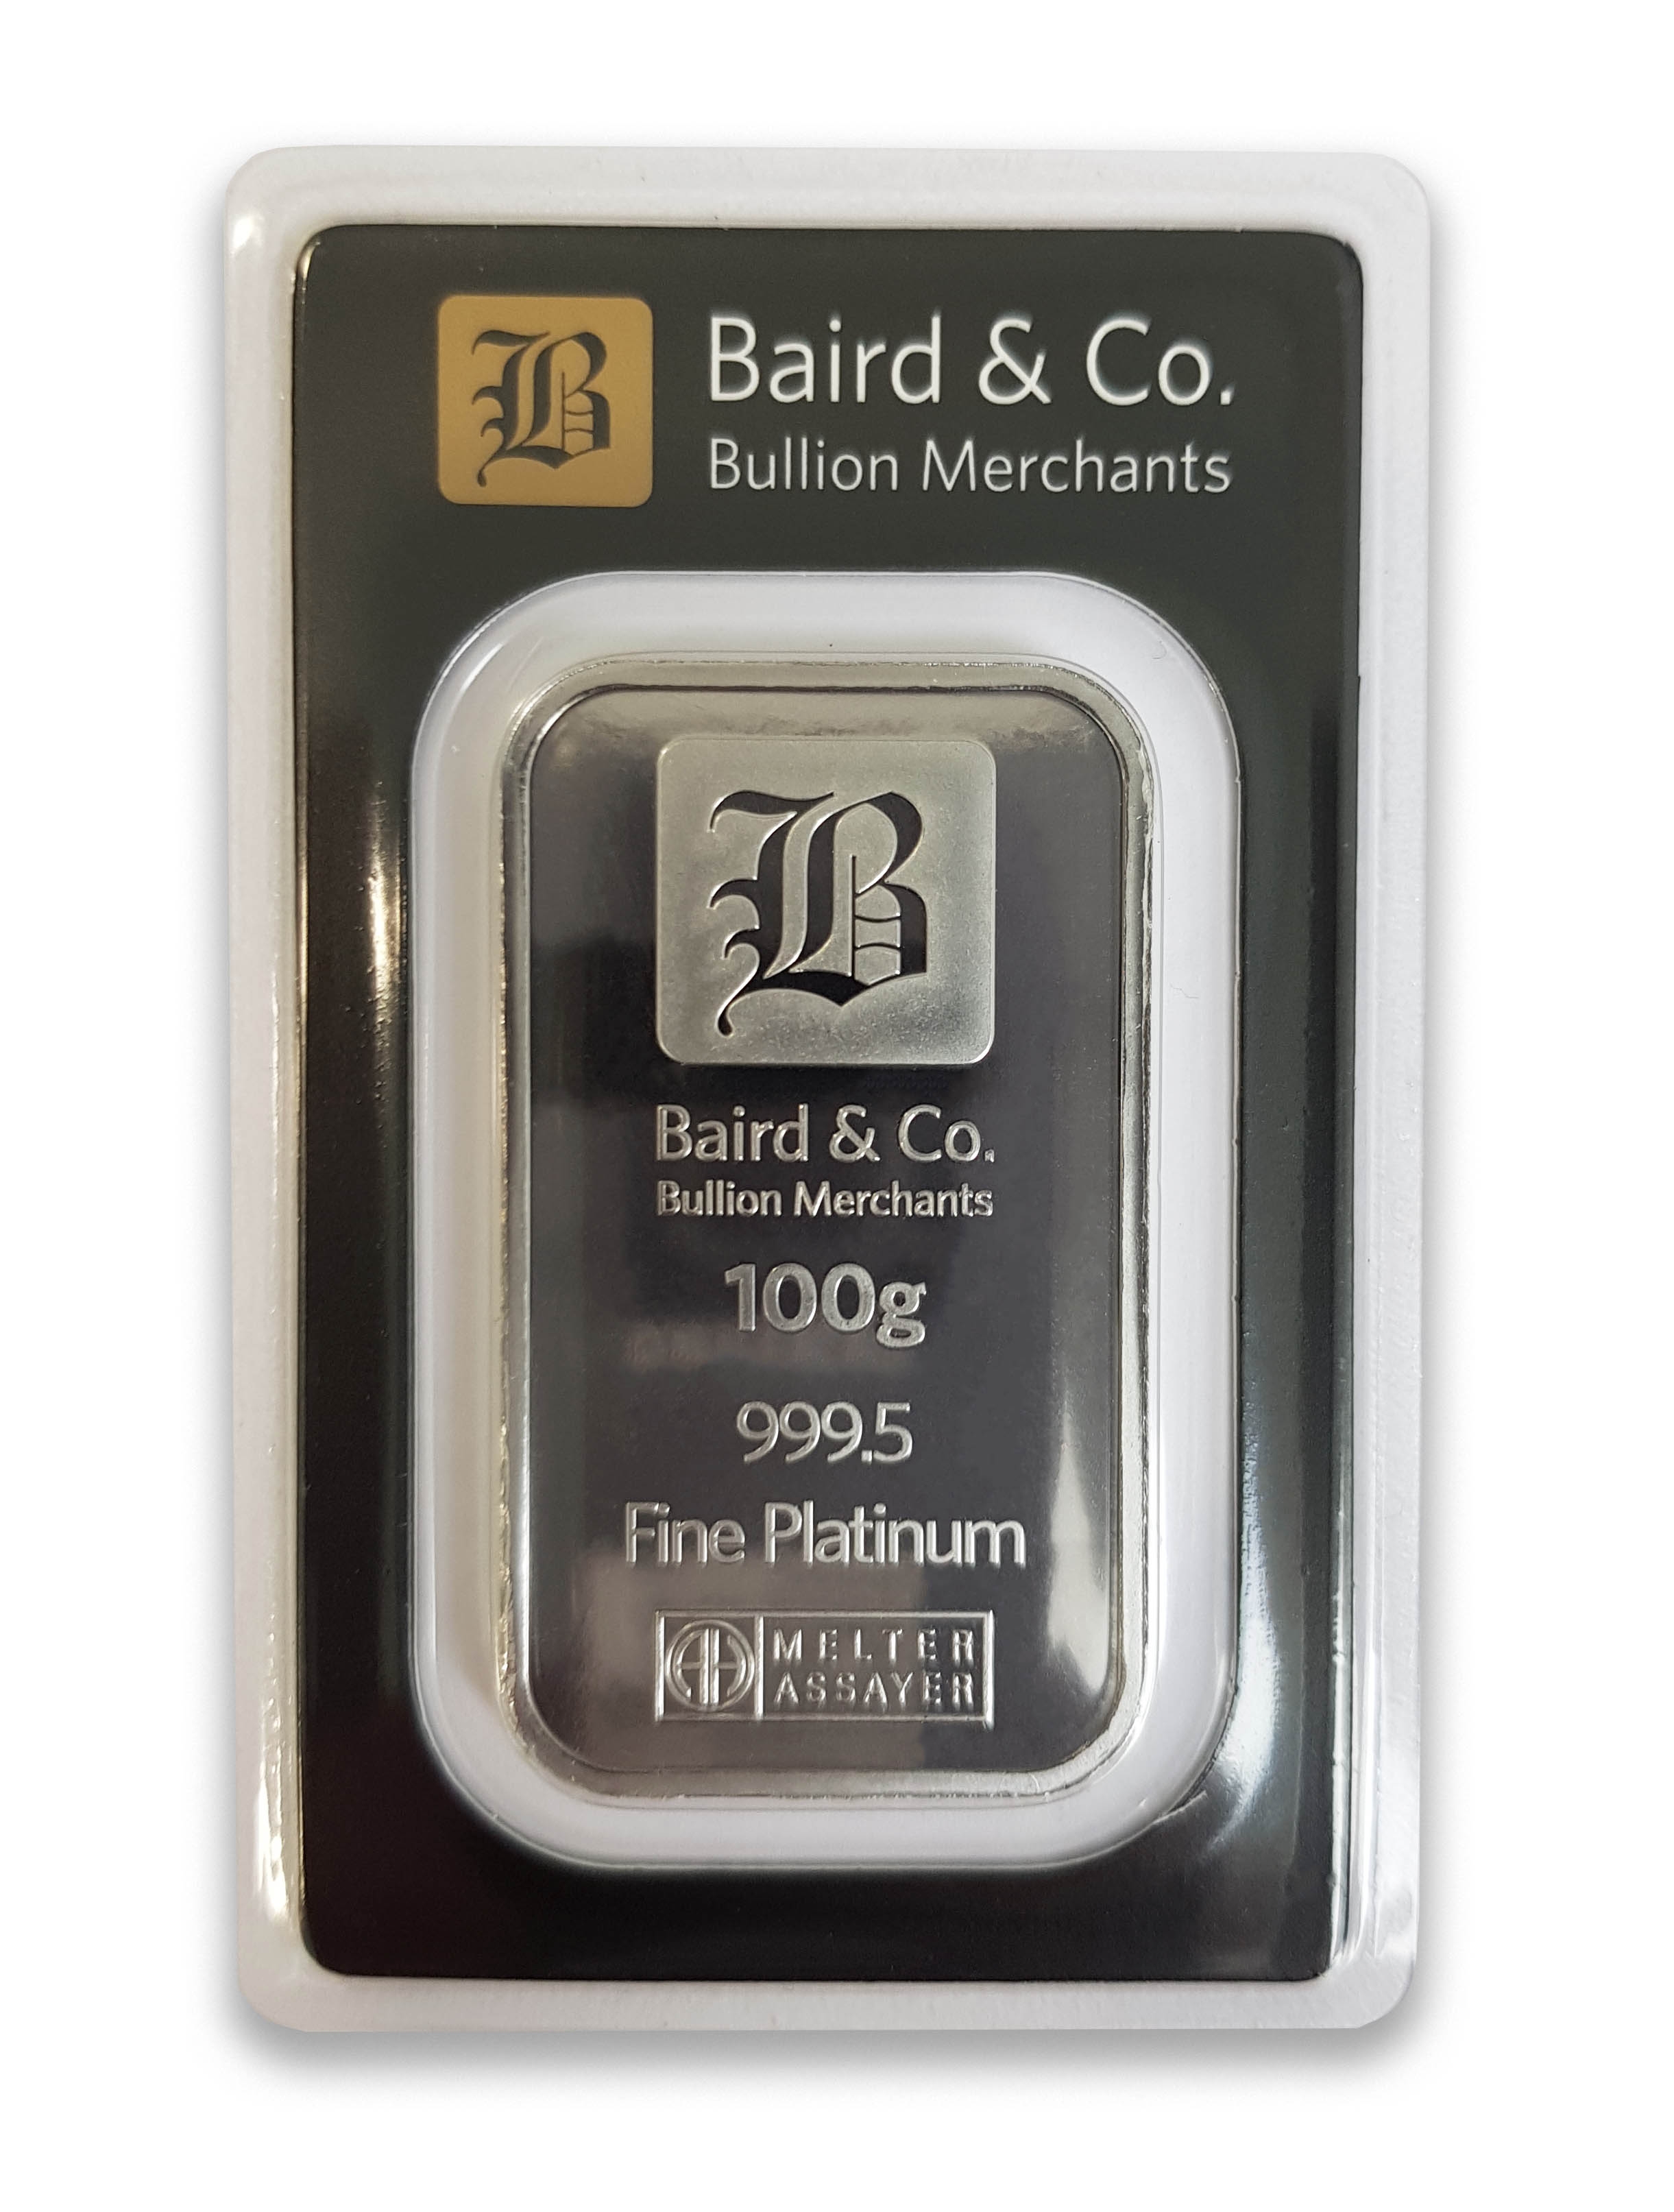 B
Baird & Co.
Bullion Merchants
B
Baird & Co.
Bullion Merchants
100g
999.5
Fine Platinum
MELTER
ASSAYER